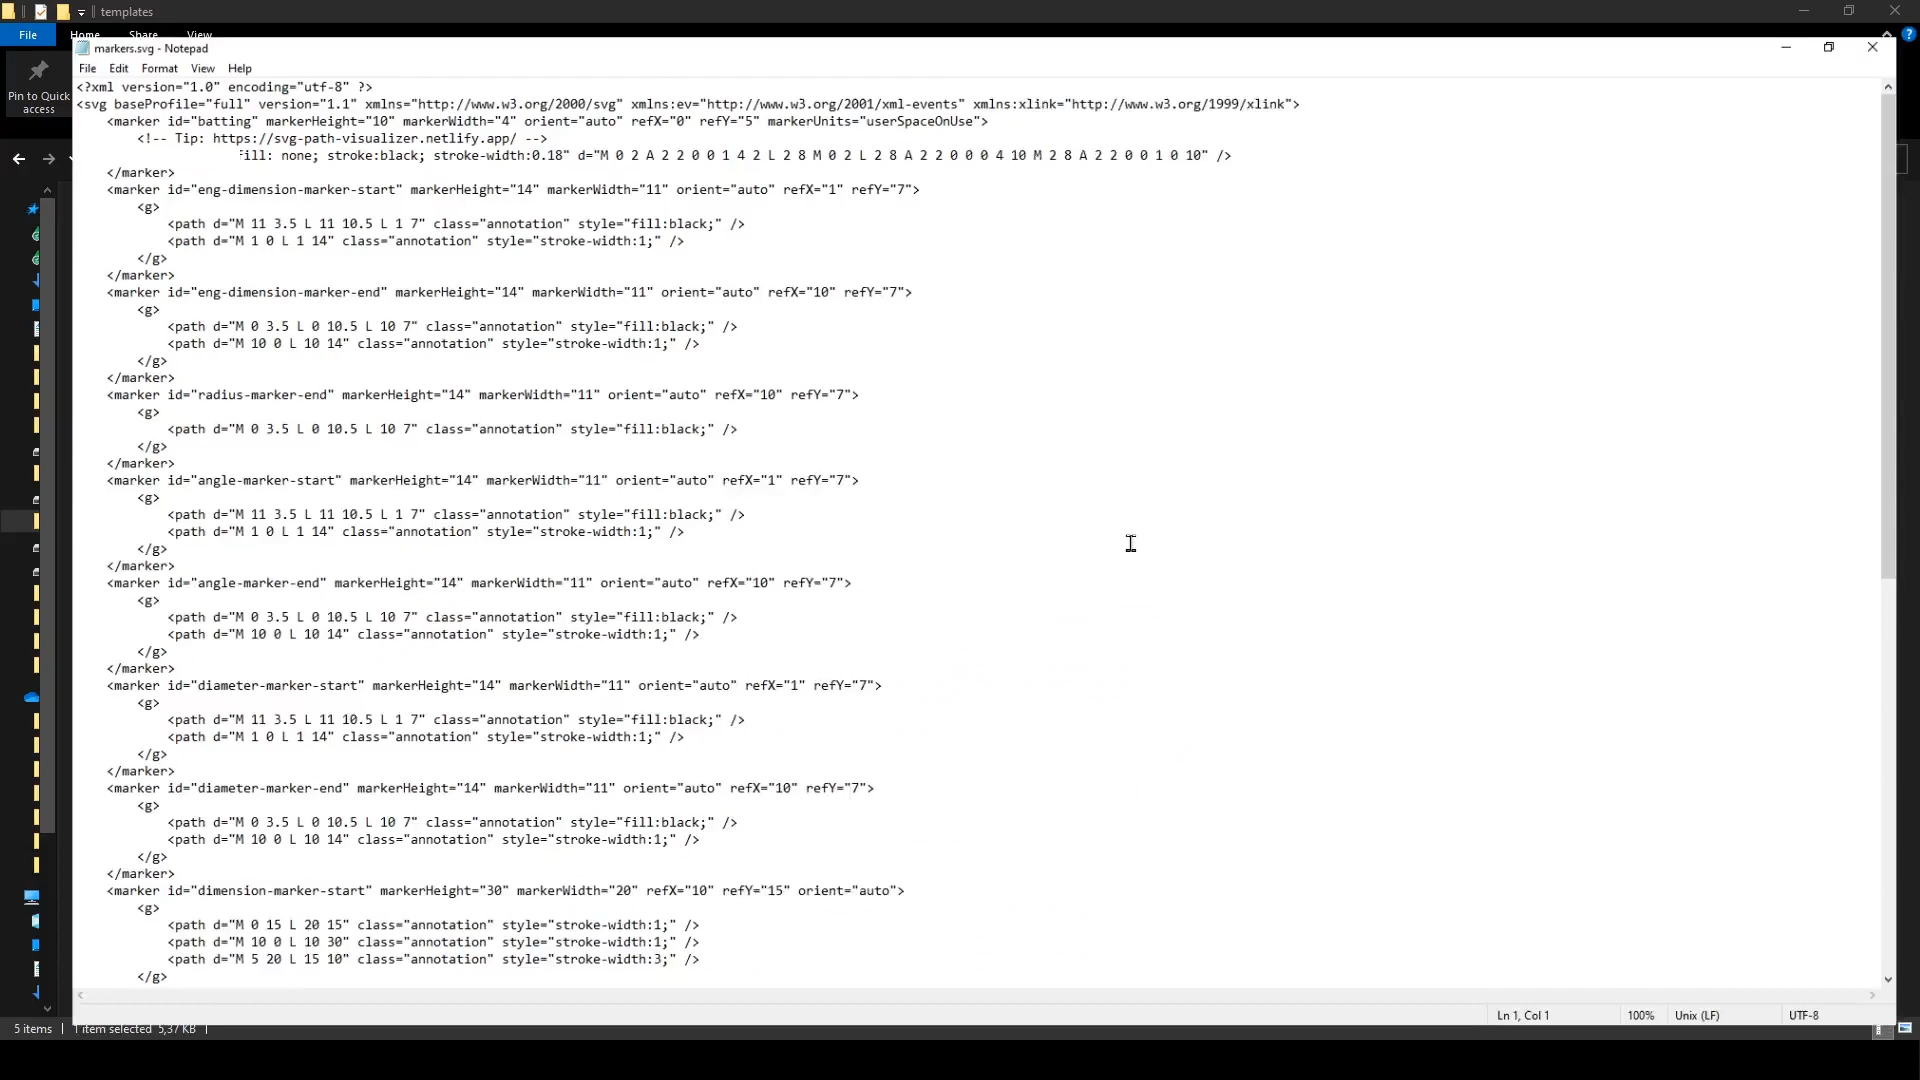 templates
File Home Share View
markers.svg - Notepad
File Edit Format View Help
Pin to Quick
access
<?xml version="1.0" encoding="utf-8" ?>
<svg baseProfile="full" version="1.1" xmlns="http://www.w3.org/2000/svg" xmlns:ev="http://www.w3.org/2001/xml-events" xmlns:xlink="http://www.w3.org/1999/xlink">
    <marker id="batting" markerHeight="10" markerWidth="4" orient="auto" refX="0" refY="5" markerUnits="userSpaceOnUse">
        <!-- Tip: https://svg-path-visualizer.netlify.app/ -->
        fill: none; stroke:black; stroke-width:0.18" d="M 0 2 A 2 2 0 0 1 4 2 L 2 8 M 0 2 L 2 8 A 2 2 0 0 0 4 10 M 2 8 A 2 2 0 0 1 0 10" />
    </marker>
    <marker id="eng-dimension-marker-start" markerHeight="14" markerWidth="11" orient="auto" refX="1" refY="7">
        <g>
            <path d="M 11 3.5 L 11 10.5 L 1 7" class="annotation" style="fill:black;" />
            <path d="M 1 0 L 1 14" class="annotation" style="stroke-width:1;" />
        </g>
    </marker>
    <marker id="eng-dimension-marker-end" markerHeight="14" markerWidth="11" orient="auto" refX="10" refY="7">
        <g>
            <path d="M 0 3.5 L 0 10.5 L 10 7" class="annotation" style="fill:black;" />
            <path d="M 10 0 L 10 14" class="annotation" style="stroke-width:1;" />
        </g>
    </marker>
    <marker id="radius-marker-end" markerHeight="14" markerWidth="11" orient="auto" refX="10" refY="7">
        <g>
            <path d="M 0 3.5 L 0 10.5 L 10 7" class="annotation" style="fill:black;" />
        </g>
    </marker>
    <marker id="angle-marker-start" markerHeight="14" markerWidth="11" orient="auto" refX="1" refY="7">
        <g>
            <path d="M 11 3.5 L 11 10.5 L 1 7" class="annotation" style="fill:black;" />
            <path d="M 1 0 L 1 14" class="annotation" style="stroke-width:1;" />
        </g>
    </marker>
    <marker id="angle-marker-end" markerHeight="14" markerWidth="11" orient="auto" refX="10" refY="7">
        <g>
            <path d="M 0 3.5 L 0 10.5 L 10 7" class="annotation" style="fill:black;" />
            <path d="M 10 0 L 10 14" class="annotation" style="stroke-width:1;" />
        </g>
    </marker>
    <marker id="diameter-marker-start" markerHeight="14" markerWidth="11" orient="auto" refX="1" refY="7">
        <g>
            <path d="M 11 3.5 L 11 10.5 L 1 7" class="annotation" style="fill:black;" />
            <path d="M 1 0 L 1 14" class="annotation" style="stroke-width:1;" />
        </g>
    </marker>
    <marker id="diameter-marker-end" markerHeight="14" markerWidth="11" orient="auto" refX="10" refY="7">
        <g>
            <path d="M 0 3.5 L 0 10.5 L 10 7" class="annotation" style="fill:black;" />
            <path d="M 10 0 L 10 14" class="annotation" style="stroke-width:1;" />
        </g>
    </marker>
    <marker id="dimension-marker-start" markerHeight="30" markerWidth="20" refX="10" refY="15" orient="auto">
        <g>
            <path d="M 0 15 L 20 15" class="annotation" style="stroke-width:1;" />
            <path d="M 10 0 L 10 30" class="annotation" style="stroke-width:1;" />
            <path d="M 5 20 L 15 10" class="annotation" style="stroke-width:3;" />
        </g>
Ln 1, Col 1 100% Unix (LF) UTF-8
5 items 1 item selected 5,37 KB